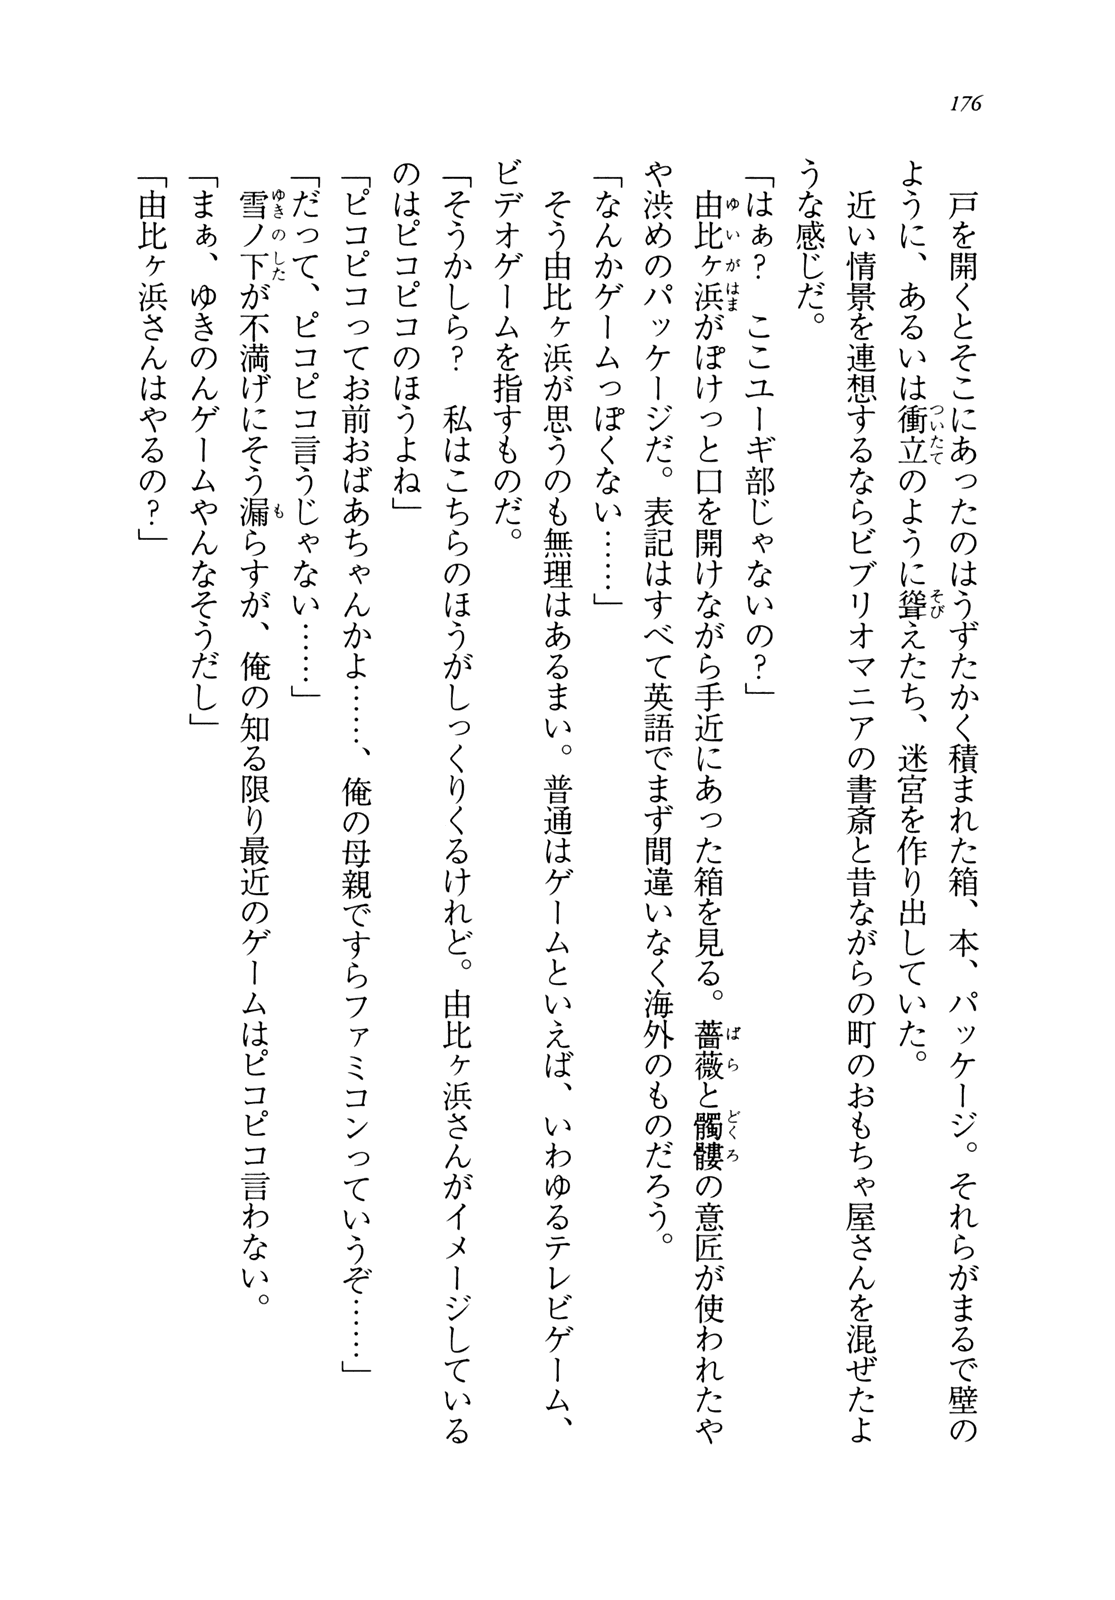 176
戸を開くとそこにあったのはうずたかく積まれた箱、本、パッケージ。それらがまるで壁の
ように、あるいは衝立のように聳えたち、迷宮を作り出していた。
近い情景を連想するならビブリオマニアの書斎と昔ながらの町のおもちゃ屋さんを混ぜたよ
うな感じだ。
「はぁ？　ここユーギ部じゃないの？」
由比ヶ浜がぽけっと口を開けながら手近にあった箱を見る。薔薇と髑髏の意匠が使われたや
や渋めのパッケージだ。表記はすべて英語でまず間違いなく海外のものだろう。
「なんかゲームっぽくない……」
そう由比ヶ浜が思うのも無理はあるまい。普通はゲームといえば、いわゆるテレビゲーム、
ビデオゲームを指すものだ。
「そうかしら？　私はこちらのほうがしっくりくるけれど。由比ヶ浜さんがイメージしている
のはピコピコのほうよね」
「ピコピコってお前おばあちゃんかよ……、俺の母親ですらファミコンっていうぞ……」
「だって、ピコピコ言うじゃない……」
雪ノ下が不満げにそう漏らすが、俺の知る限り最近のゲームはピコピコ言わない。
「まぁ、ゆきのんゲームやんなそうだし」
「由比ヶ浜さんはやるの？」